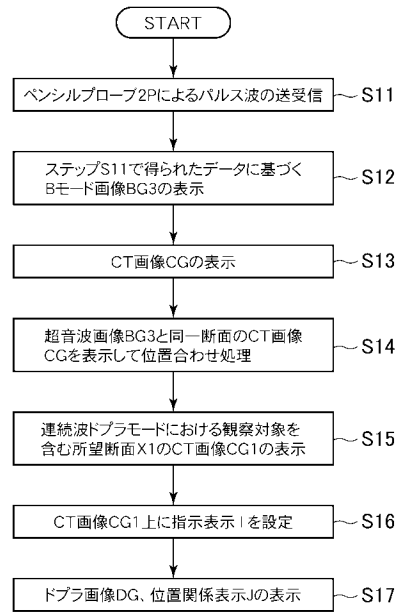 START
ペンシルプローブ2Pによるパルス波の送受信
S11
ステップS11で得られたデータに基づく
Bモード画像BG3の表示
S12
CT画像CGの表示
S13
超音波画像BG3と同一断面のCT画像
CGを表示して位置合わせ処理
S14
連続波ドプラモードにおける観察対象を
含む所望断面X1のCT画像CG1の表示
S15
CT画像CG1上に指示表示Iを設定
S16
ドプラ画像DG、位置関係表示Jの表示
S17